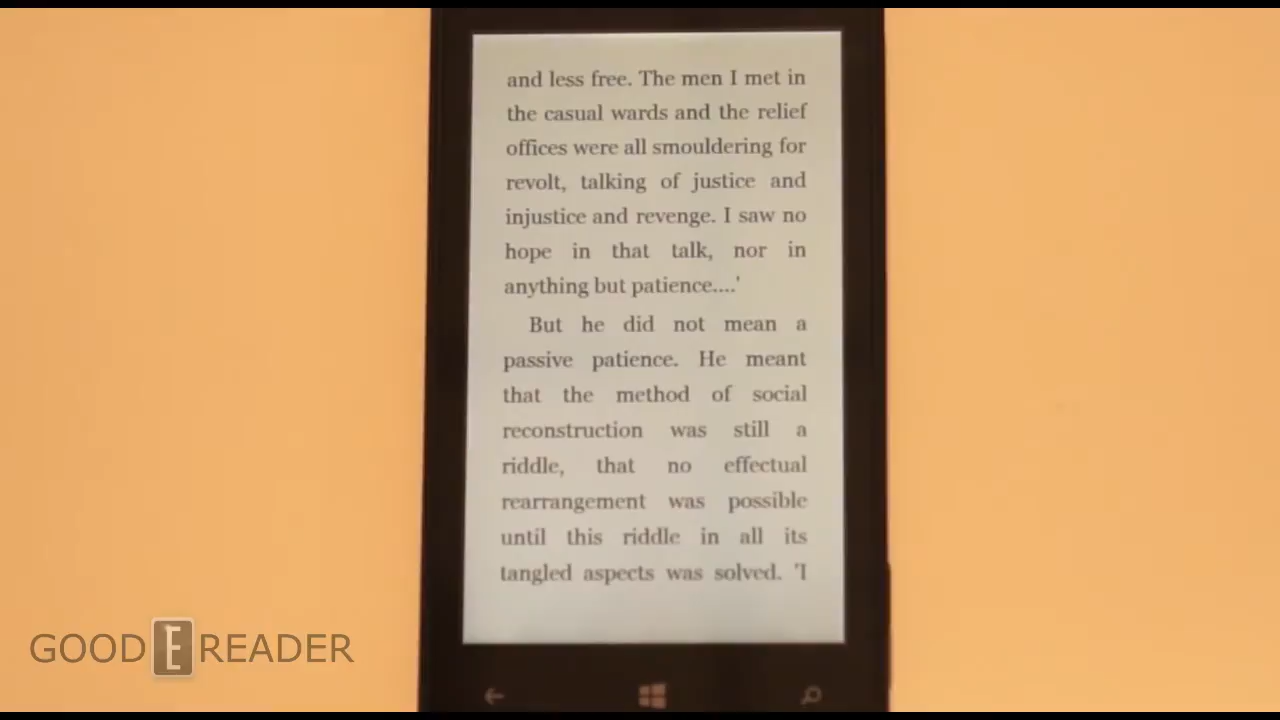 and less free. The men I met in
the casual wards and the relief
offices were all smouldering for
revolt, talking of justice and
injustice and revenge. I saw no
hope in that talk, nor in
anything but patience....'
But he did not mean a
passive patience. He meant
that the method of social
reconstruction was still a
riddle, that no effectual
rearrangement was possible
until this riddle in all its
tangled aspects was solved. 'I
GOOD E READER